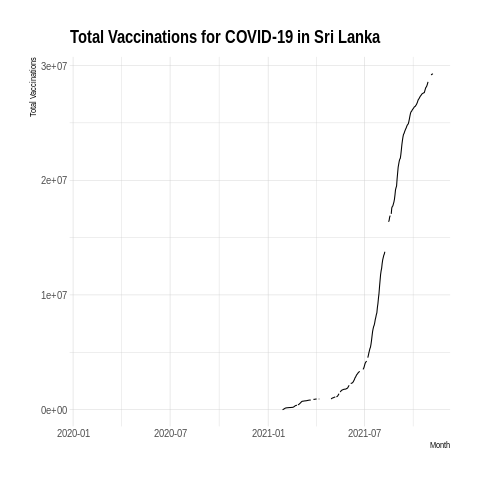 Total Vaccinations for COVID-19 in Sri Lanka
Total Vaccinations
3e+07
2e+07
1e+07
0e+00
2020-01 2020-07 2021-01 2021-07
Month